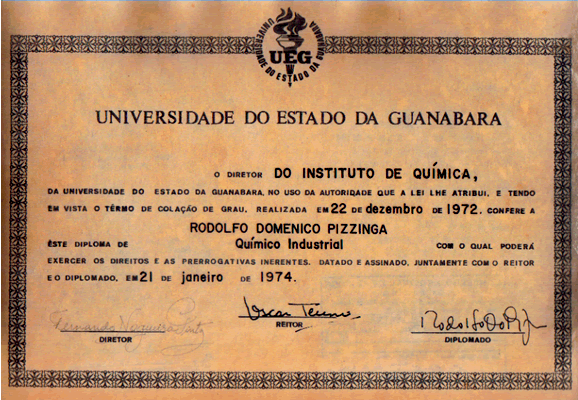 UNIVERSIDADE DO ESTADO DA GUANABARA
UEG
UNIVERSIDADE DO ESTADO DA GUANABARA
O DIRETOR DO INSTITUTO DE QUÍMICA,
DA UNIVERSIDADE DO ESTADO DA GUANABARA, NO USO DA AUTORIDADE QUE A LEI LHE ATRIBUI, E TENDO
EM VISTA O TÊRMO DE COLAÇÃO DE GRAU, REALIZADA EM 22 DE dezembro DE 1972, CONFERE A
RODOLFO DOMENICO PIZZINGA
ÊSTE DIPLOMA DE Químico Industrial COM O QUAL PODERÁ
EXERCER OS DIREITOS E AS PRERROGATIVAS INERENTES. DATADO E ASSINADO, JUNTAMENTE COM O REITOR
E O DIPLOMADO, EM 21 DE janeiro DE 1974.
DIRETOR
REITOR
DIPLOMADO